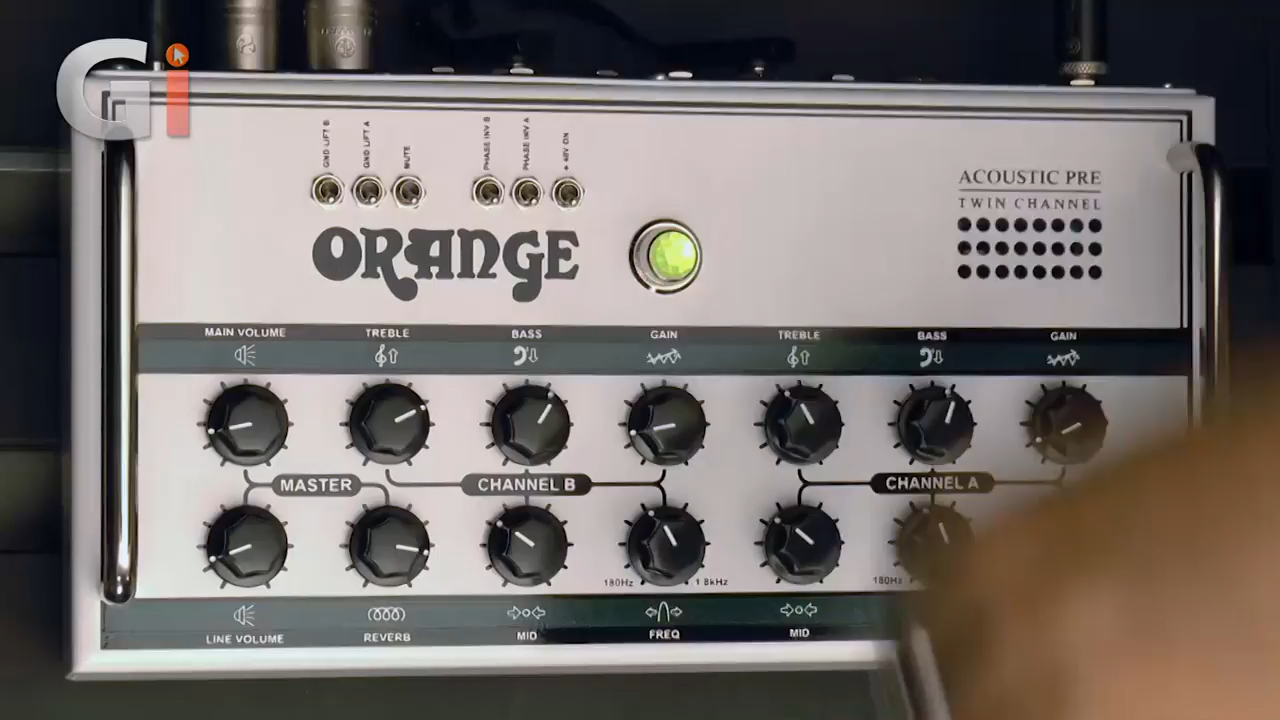 Gi
GND LIFT B
GND LIFT A
MUTE
PHASE INV B
PHASE INV A
+ 48V ON
ORANGE
ACOUSTIC PRE
TWIN CHANNEL
MAIN VOLUME TREBLE BASS GAIN TREBLE BASS GAIN
MASTER CHANNEL B CHANNEL A
180Hz 1 8kHz 180Hz
LINE VOLUME REVERB MID FREQ MID